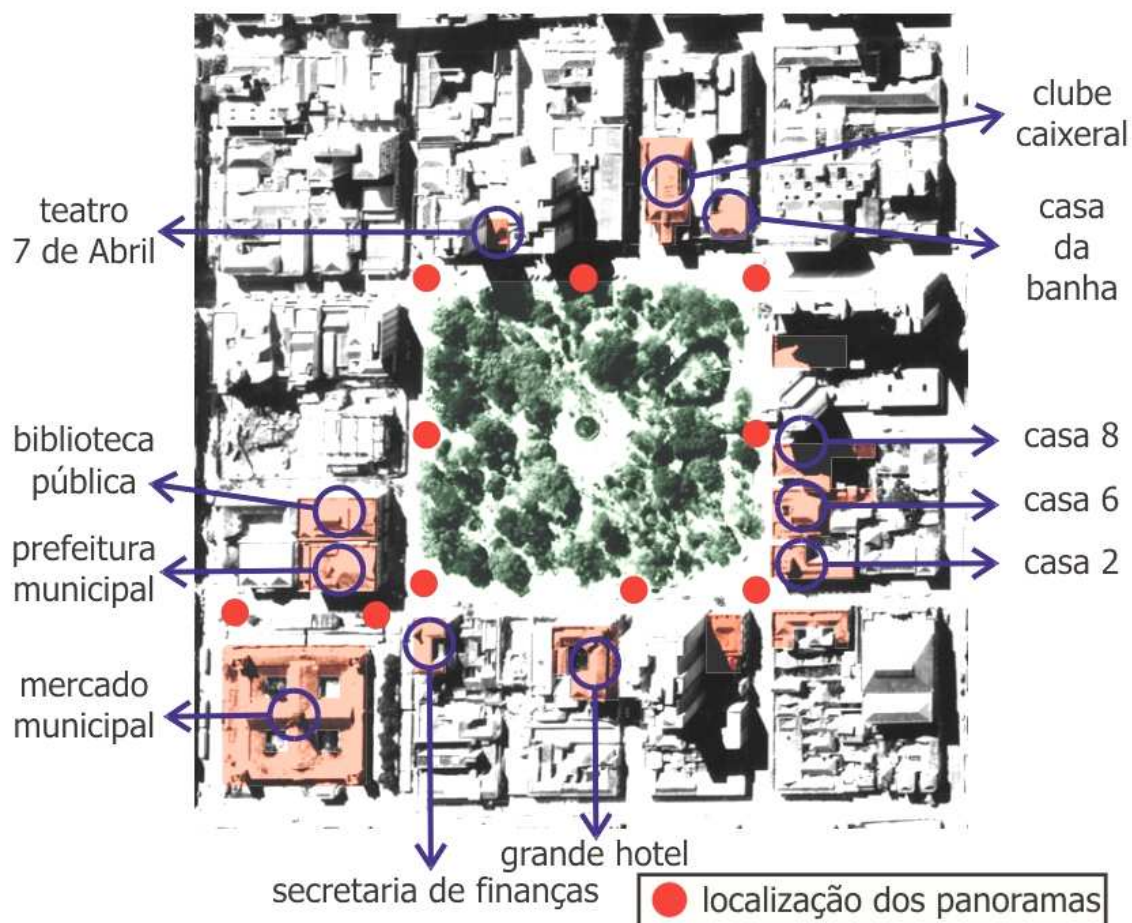 clube
caixeral
teatro
7 de Abril
casa
da
banha
biblioteca
pública
casa 8
casa 6
prefeitura
municipal
casa 2
mercado
municipal
grande hotel
secretaria de finanças
localização dos panoramas